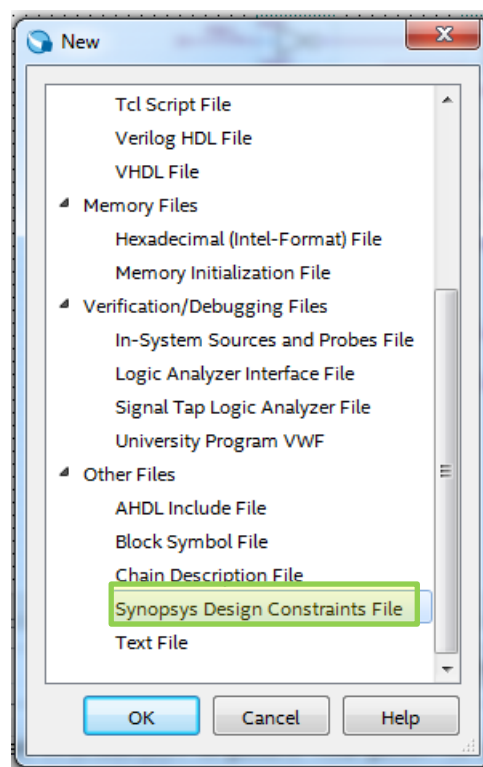 New
Tcl Script File
Verilog HDL File
VHDL File
Memory Files
Hexadecimal (Intel-Format) File
Memory Initialization File
Verification/Debugging Files
In-System Sources and Probes File
Logic Analyzer Interface File
Signal Tap Logic Analyzer File
University Program VWF
Other Files
AHDL Include File
Block Symbol File
Chain Description File
Synopsys Design Constraints File
Text File
OK
Cancel
Help